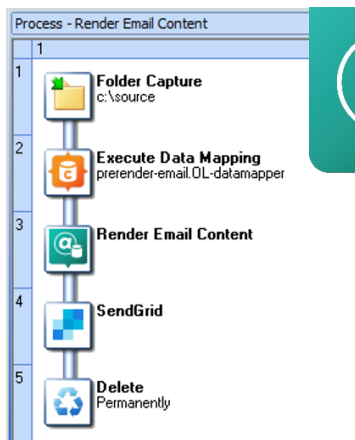 Process - Render Email Content
1
1
Folder Capture
c:\source
2
Execute Data Mapping
prerender-email.OL-datamapper
3
Render Email Content
4
SendGrid
5
Delete
Permanently